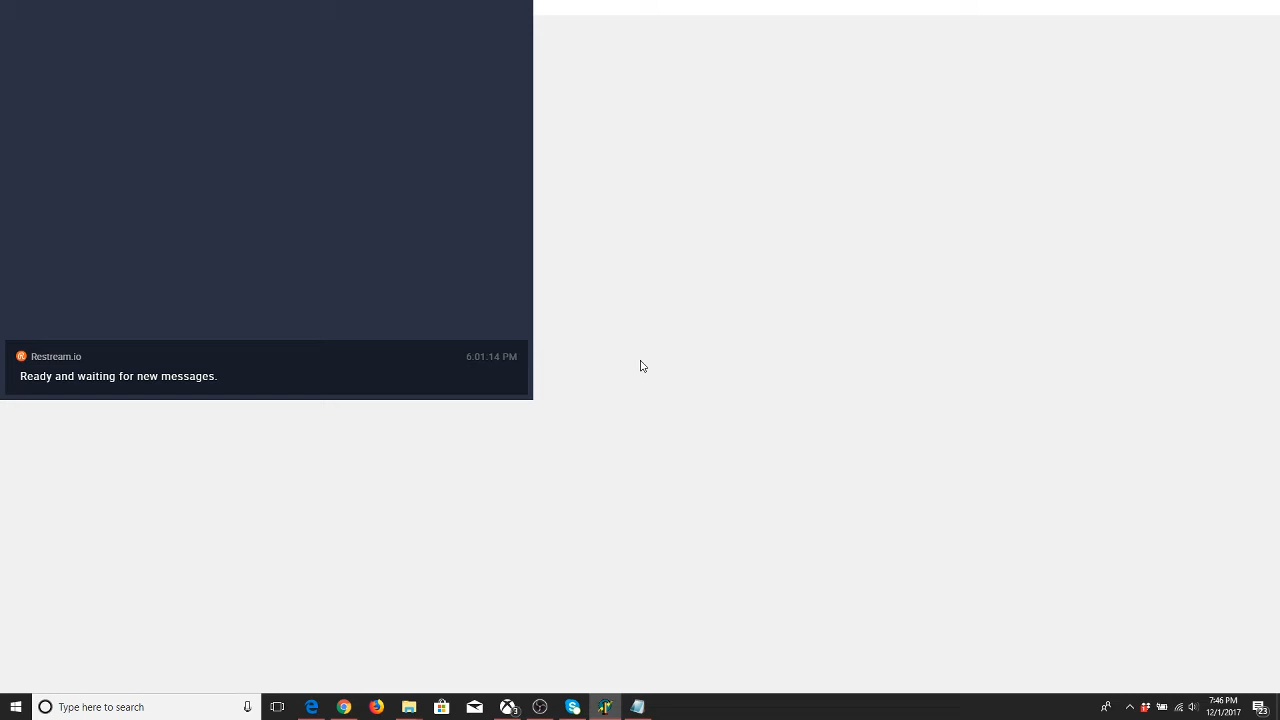 Restream.io 6.01.14 PM
Ready and waiting for new messages.
Type here to search
3
7:46 PM
12/1/2017